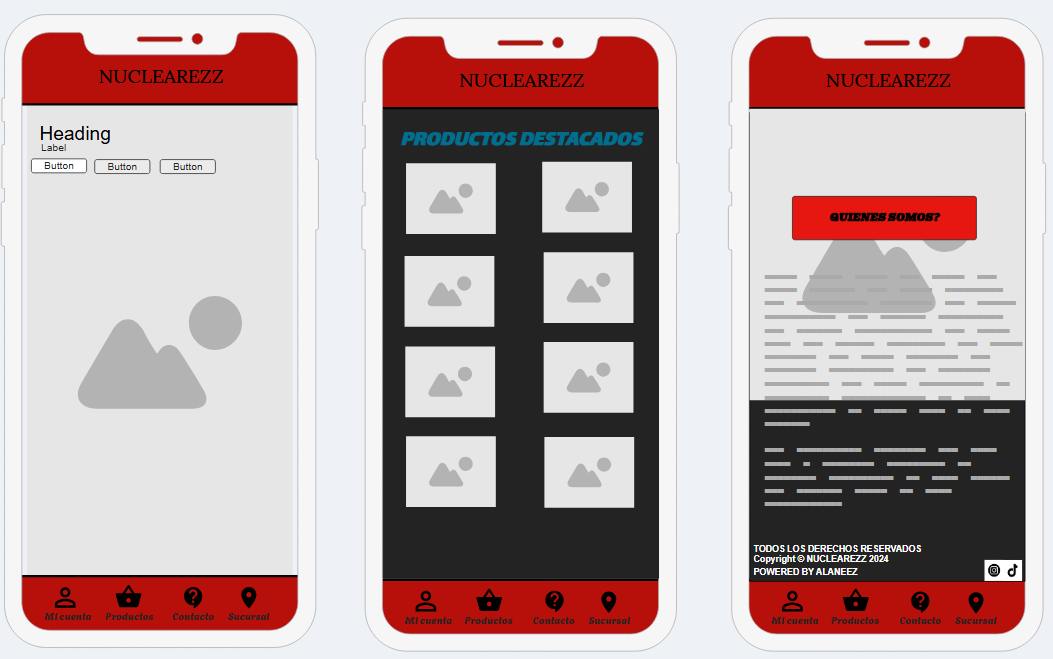 NUCLEAREZZ
Heading
Label
Button Button Button
Mi cuenta Productos Contacto Sucursal
NUCLEAREZZ
PRODUCTOS DESTACADOS
Mi cuenta Productos Contacto Sucursal
NUCLEAREZZ
QUIENES SOMOS?
TODOS LOS DERECHOS RESERVADOS
Copyright © NUCLEAREZZ 2024
POWERED BY ALANEEZ
Mi cuenta Productos Contacto Sucursal